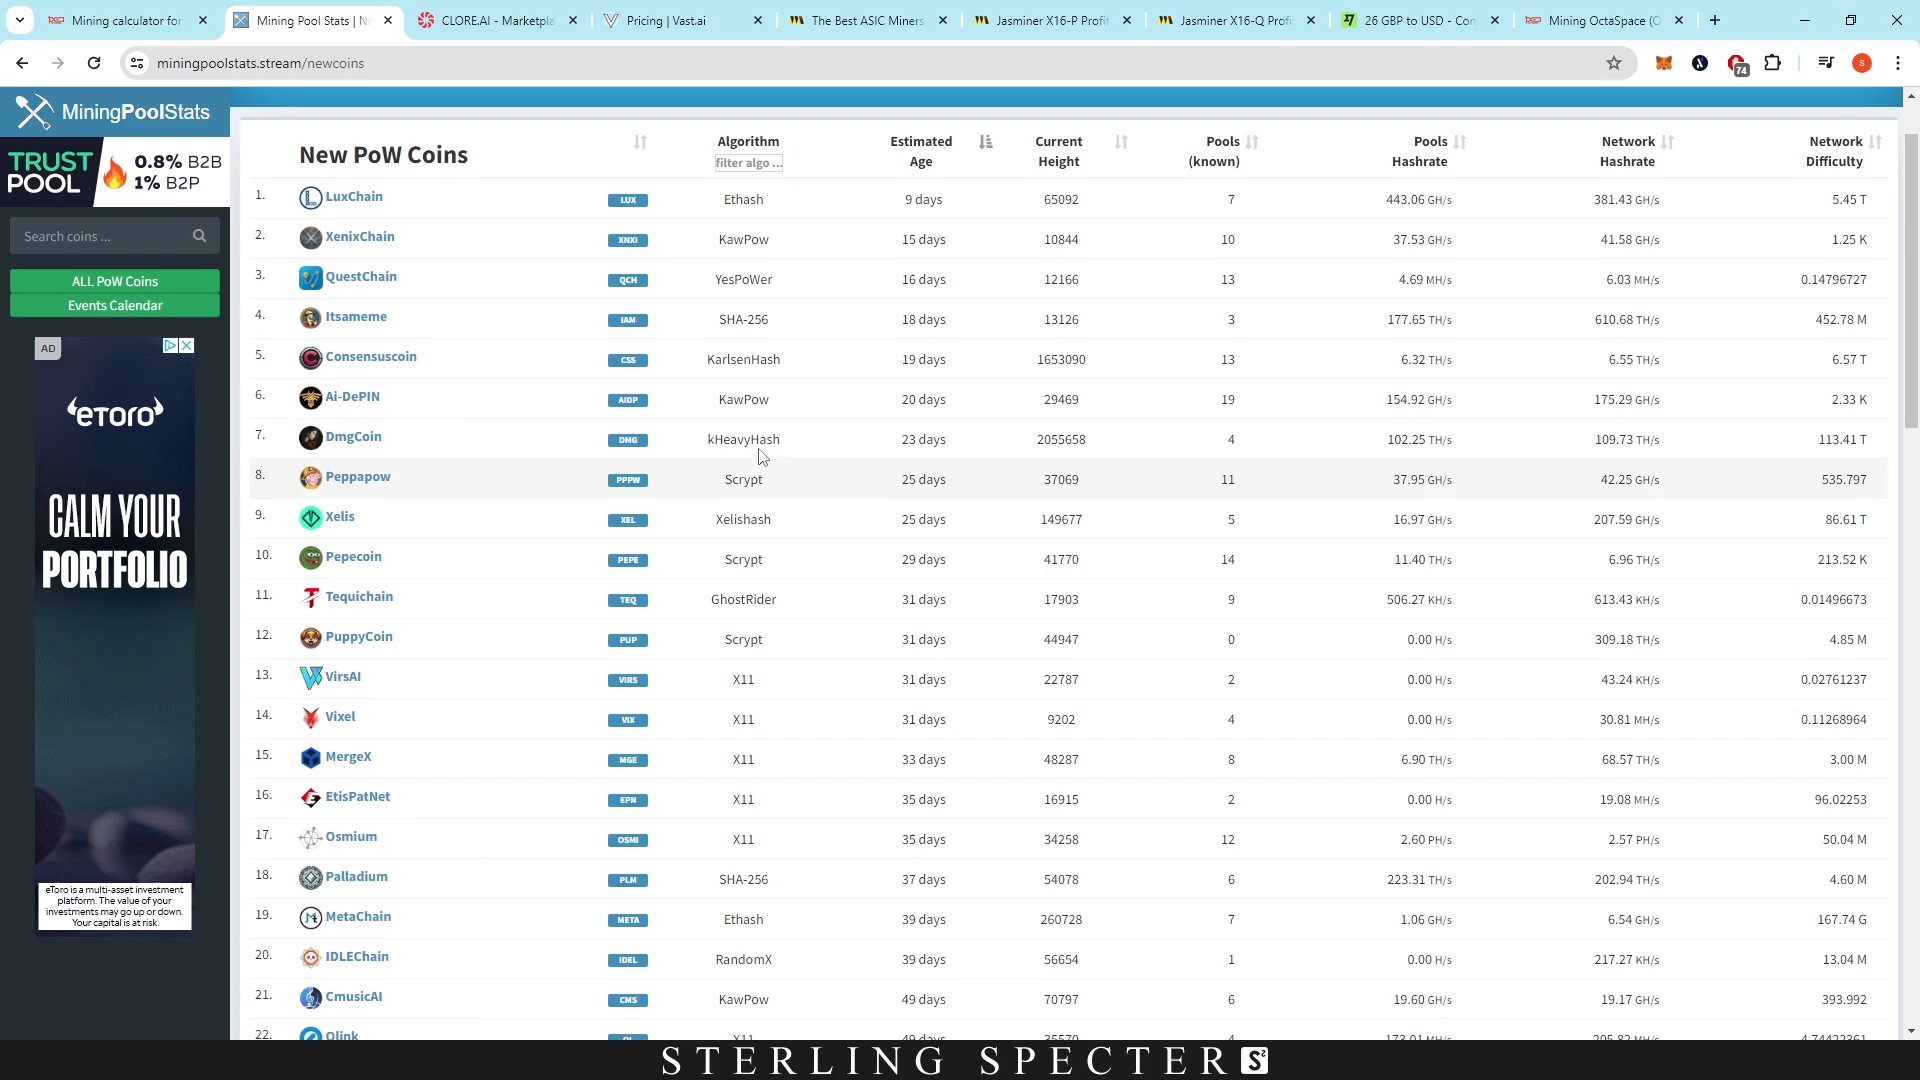 Mining calculator for
Mining Pool Stats | Ne
CLORE.AI - Marketpla
Pricing | Vast.ai
The Best ASIC Miners
Jasminer X16-P Profit
Jasminer X16-Q Profi
26 GBP to USD - Con
Mining OctaSpace (O
miningpoolstats.stream/newcoins
74
S
MiningPoolStats
TRUST POOL
0.8% B2B
1% B2P
Search coins ...
ALL PoW Coins
Events Calendar
AD
eToro
CALM YOUR
PORTFOLIO
eToro is a multi-asset investment
platform. The value of your
investments may go up or down.
Your capital is at risk.
New PoW Coins Algorithm filter algo ... Estimated Age Current Height Pools (known) Pools Hashrate Network Hashrate Network Difficulty
1. LuxChain LUX Ethash 9 days 65092 7 443.06 GH/s 381.43 GH/s 5.45 T
2. XenixChain XNXI KawPow 15 days 10844 10 37.53 GH/s 41.58 GH/s 1.25 K
3. QuestChain QCH YesPoWer 16 days 12166 13 4.69 MH/s 6.03 MH/s 0.14796727
4. Itsameme IAM SHA-256 18 days 13126 3 177.65 TH/s 610.68 TH/s 452.78 M
5. Consensuscoin CSS KarlsenHash 19 days 1653090 13 6.32 TH/s 6.55 TH/s 6.57 T
6. Ai-DePIN AIDP KawPow 20 days 29469 19 154.92 GH/s 175.29 GH/s 2.33 K
7. DmgCoin DMG kHeavyHash 23 days 2055658 4 102.25 TH/s 109.73 TH/s 113.41 T
8. Peppapow PPPW Scrypt 25 days 37069 11 37.95 GH/s 42.25 GH/s 535.797
9. Xelis XEL Xelishash 25 days 149677 5 16.97 GH/s 207.59 GH/s 86.61 T
10. Pepecoin PEPE Scrypt 29 days 41770 14 11.40 TH/s 6.96 TH/s 213.52 K
11. Tequichain TEQ GhostRider 31 days 17903 9 506.27 KH/s 613.43 KH/s 0.01496673
12. PuppyCoin PUP Scrypt 31 days 44947 0 0.00 H/s 309.18 TH/s 4.85 M
13. VirsAI VIRS X11 31 days 22787 2 0.00 H/s 43.24 KH/s 0.02761237
14. Vixel VIX X11 31 days 9202 4 0.00 H/s 30.81 MH/s 0.11268964
15. MergeX MGE X11 33 days 48287 8 6.90 TH/s 68.57 TH/s 3.00 M
16. EtisPatNet EPN X11 35 days 16915 2 0.00 H/s 19.08 MH/s 96.02253
17. Osmium OSMI X11 35 days 34258 12 2.60 PH/s 2.57 PH/s 50.04 M
18. Palladium PLM SHA-256 37 days 54078 6 223.31 TH/s 202.94 TH/s 4.60 M
19. MetaChain META Ethash 39 days 260728 7 1.06 GH/s 6.54 GH/s 167.74 G
20. IDLEChain IDEL RandomX 39 days 56654 1 0.00 H/s 217.27 KH/s 13.04 M
21. CmusicAI CMS KawPow 49 days 70797 6 19.60 GH/s 19.17 GH/s 393.992
22. Qlink
STERLING SPECTER S²